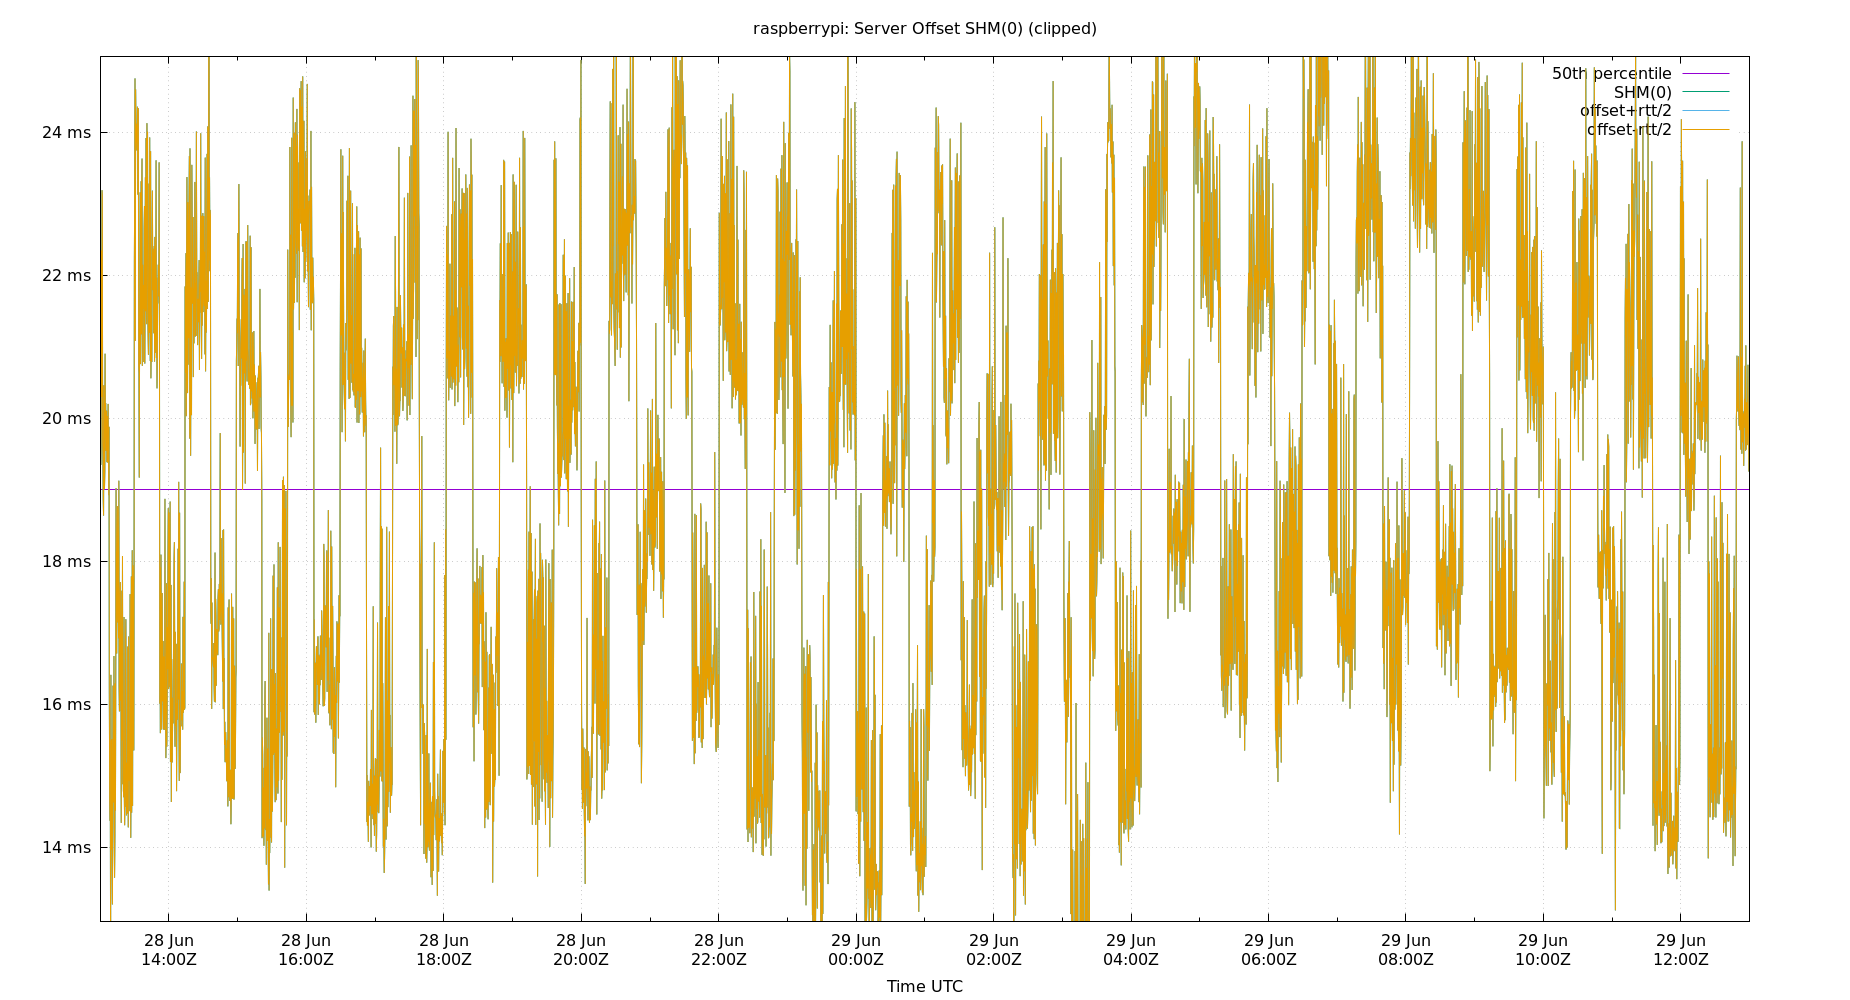 raspberrypi: Server Offset SHM(0) (clipped)
50th percentile
SHM(0)
offset+rtt/2
offset-rtt/2
24 ms
22 ms
20 ms
18 ms
16 ms
14 ms
28 Jun 28 Jun 28 Jun 28 Jun 28 Jun 29 Jun 29 Jun 29 Jun 29 Jun 29 Jun 29 Jun 29 Jun
14:00Z 16:00Z 18:00Z 20:00Z 22:00Z 00:00Z 02:00Z 04:00Z 06:00Z 08:00Z 10:00Z 12:00Z
Time UTC